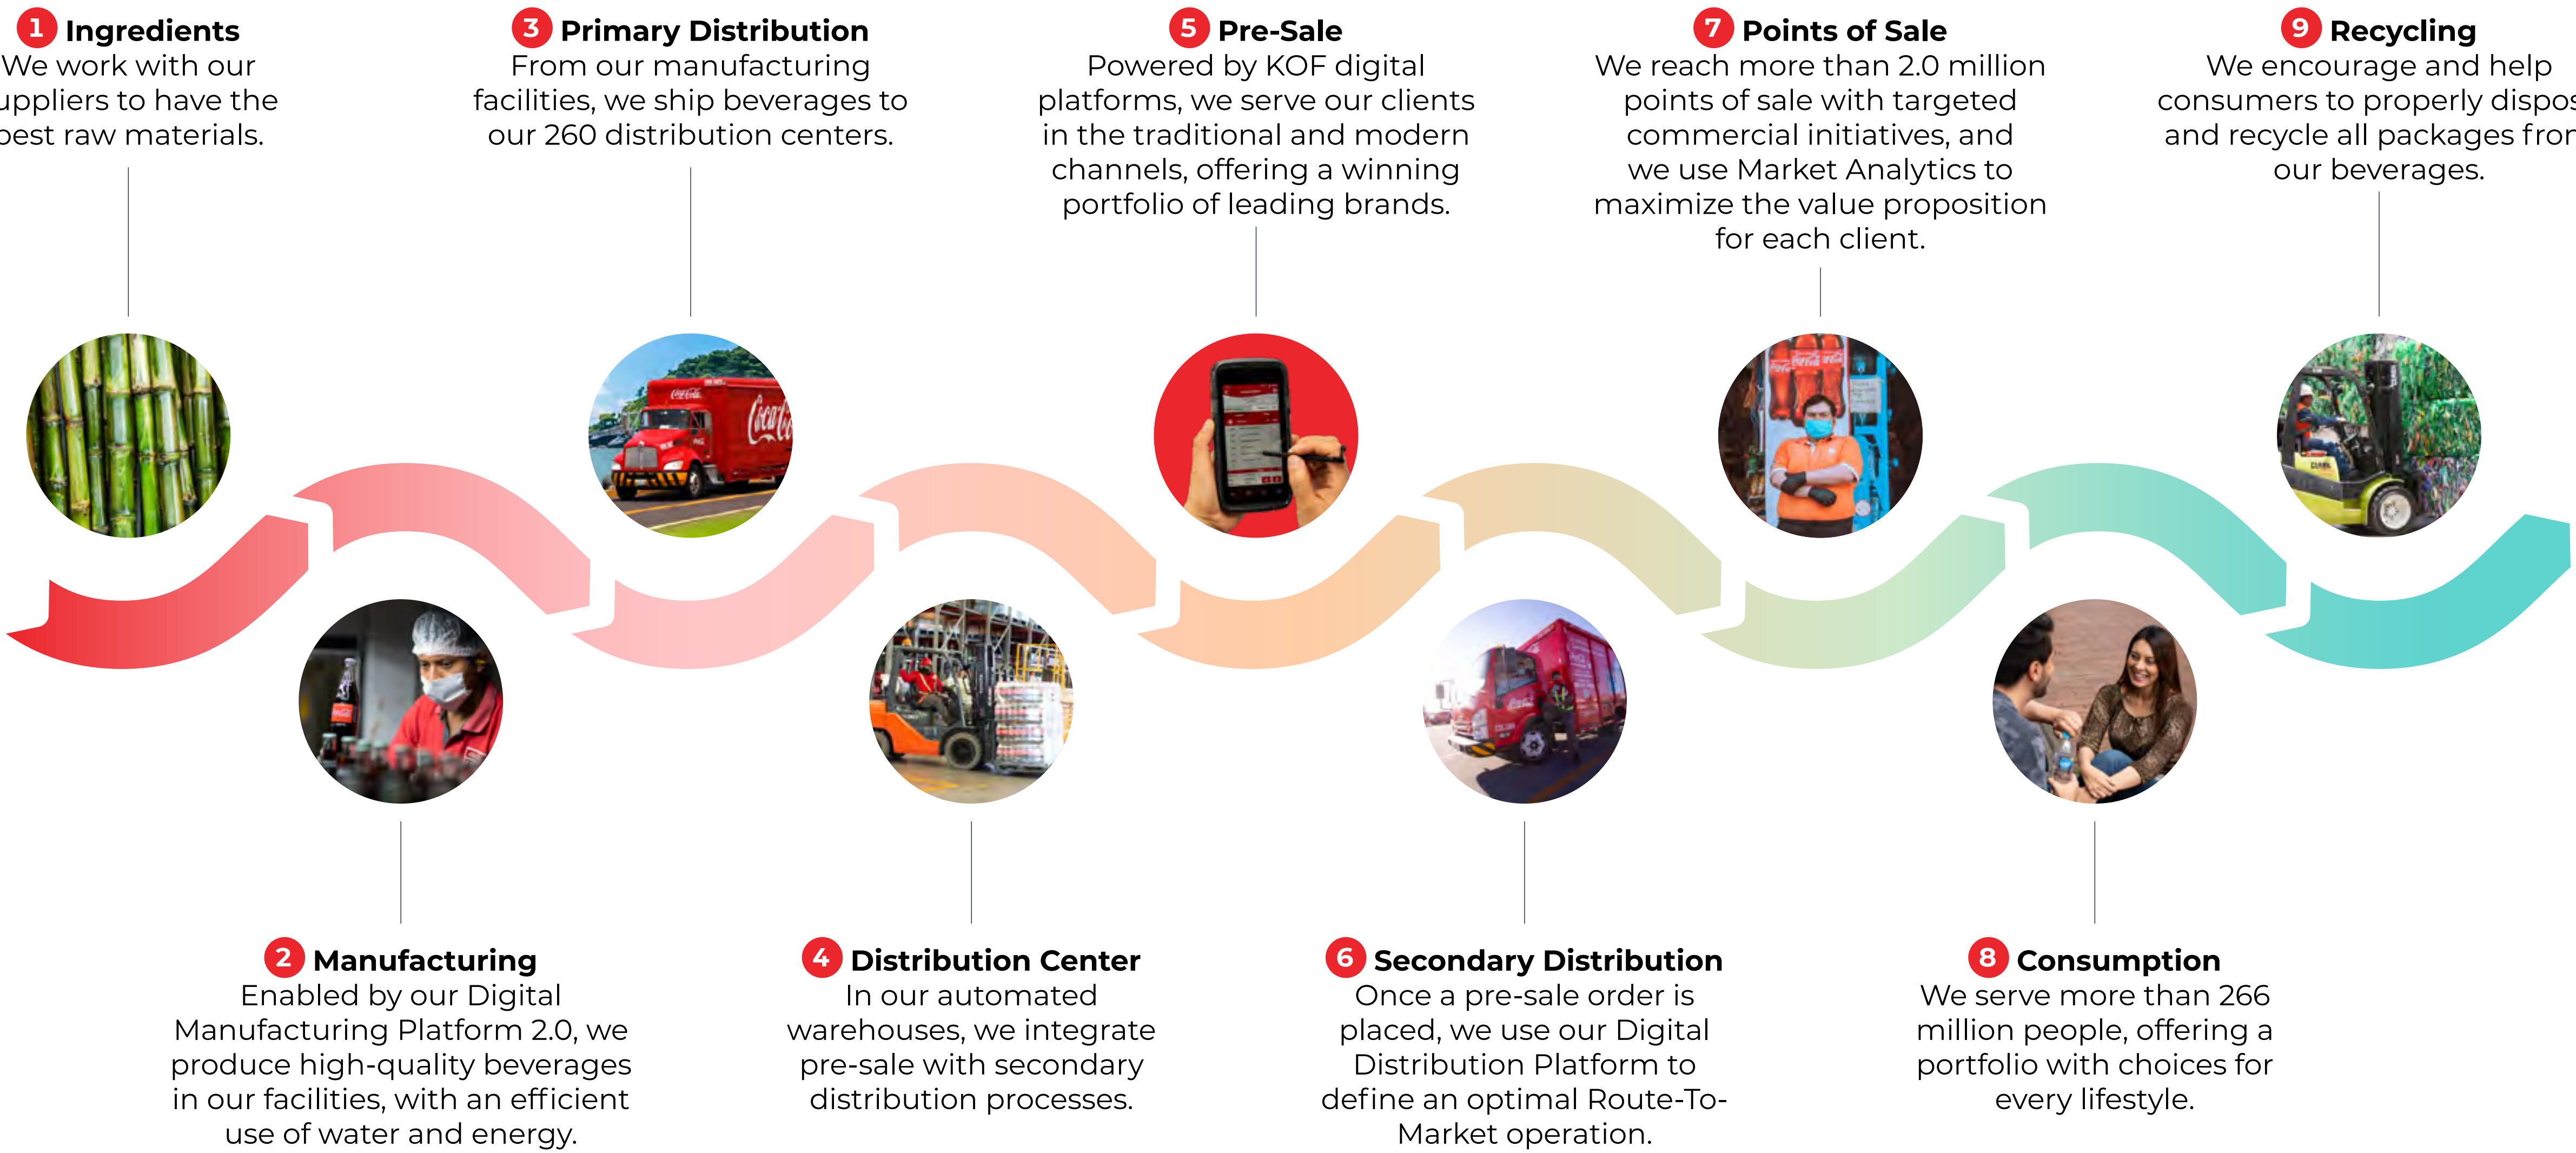 1 Ingredients
We work with our
uppliers to have the
best raw materials.
3 Primary Distribution
From our manufacturing
facilities, we ship beverages to
our 260 distribution centers.
5 Pre-Sale
Powered by KOF digital
platforms, we serve our clients
in the traditional and modern
channels, offering a winning
portfolio of leading brands.
7 Points of Sale
We reach more than 2.0 million
points of sale with targeted
commercial initiatives, and
we use Market Analytics to
maximize the value proposition
for each client.
9 Recycling
We encourage and help
consumers to properly dispos
and recycle all packages from
our beverages.
Coca-Cola
Coca-Co
CLARK
2 Manufacturing
Enabled by our Digital
Manufacturing Platform 2.0, we
produce high-quality beverages
in our facilities, with an efficient
use of water and energy.
4 Distribution Center
In our automated
warehouses, we integrate
pre-sale with secondary
distribution processes.
6 Secondary Distribution
Once a pre-sale order is
placed, we use our Digital
Distribution Platform to
define an optimal Route-To-
Market operation.
8 Consumption
We serve more than 266
million people, offering a
portfolio with choices for
every lifestyle.